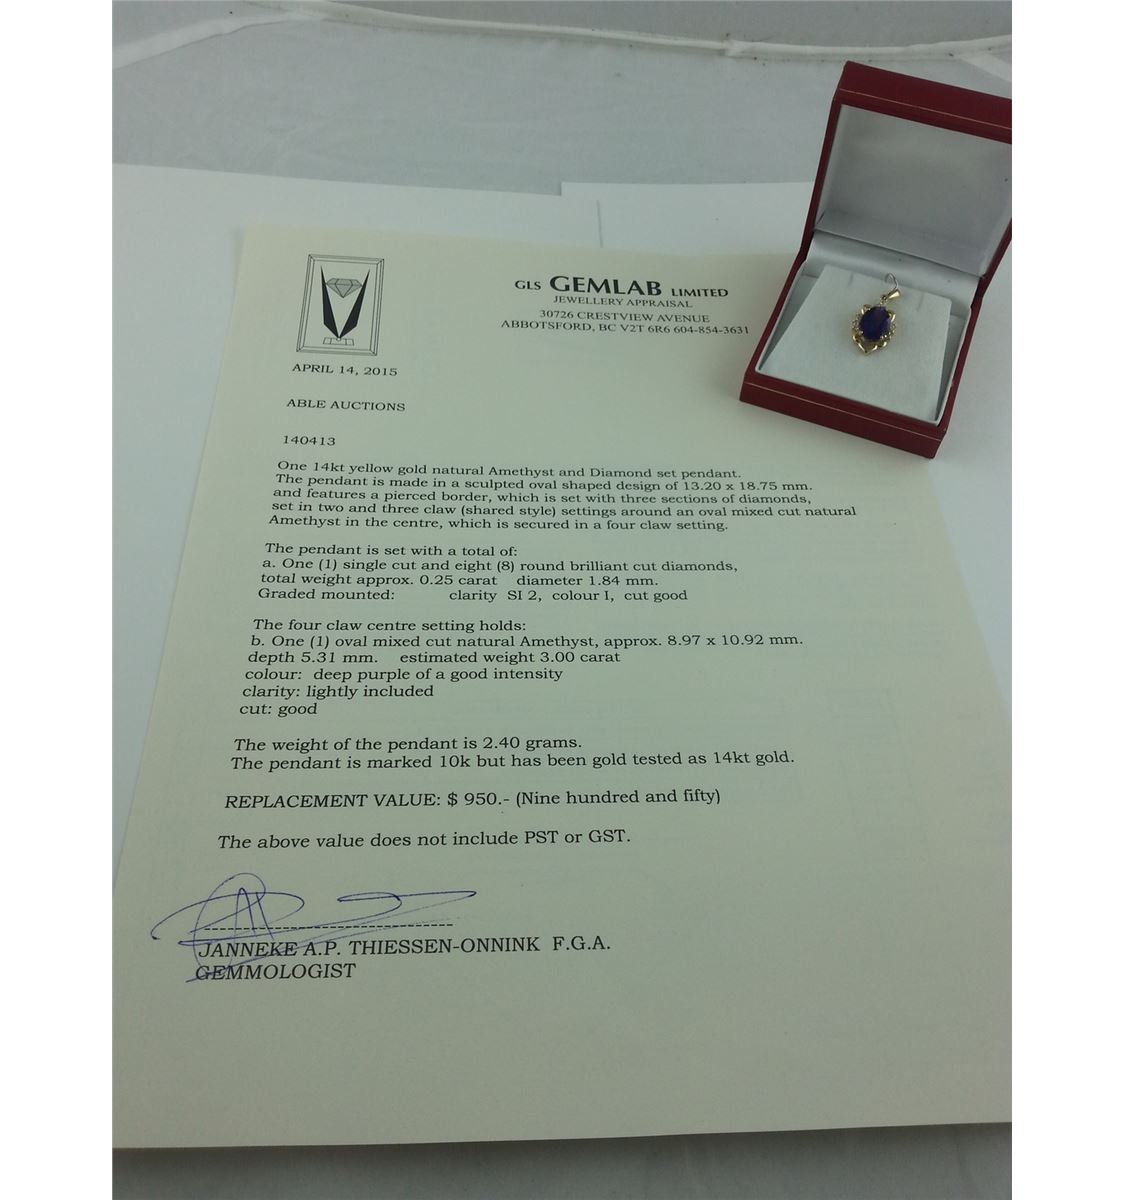 GLS GEMLAB LIMITED
JEWELLERY APPRAISAL
30726 CRESTVIEW AVENUE
ABBOTSFORD, BC V2T 6R6 604-854-3631
APRIL 14, 2015
ABLE AUCTIONS
140413
One 14kt yellow gold natural Amethyst and Diamond set pendant.
The pendant is made in a sculpted oval shaped design of 13.20 x 18.75 mm.
and features a pierced border, which is set with three sections of diamonds,
set in two and three claw (shared style) settings around an oval mixed cut natural
Amethyst in the centre, which is secured in a four claw setting.
The pendant is set with a total of:
a. One (1) single cut and eight (8) round brilliant cut diamonds,
total weight approx. 0.25 carat diameter 1.84 mm.
Graded mounted: clarity SI 2, colour I, cut good
The four claw centre setting holds:
b. One (1) oval mixed cut natural Amethyst, approx. 8.97 x 10.92 mm.
depth 5.31 mm. estimated weight 3.00 carat
colour: deep purple of a good intensity
clarity: lightly included
cut: good
The weight of the pendant is 2.40 grams.
The pendant is marked 10k but has been gold tested as 14kt gold.
REPLACEMENT VALUE: $ 950.- (Nine hundred and fifty)
The above value does not include PST or GST.
JANNEKE A.P. THIESSEN-ONNINK F.G.A.
GEMMOLOGIST